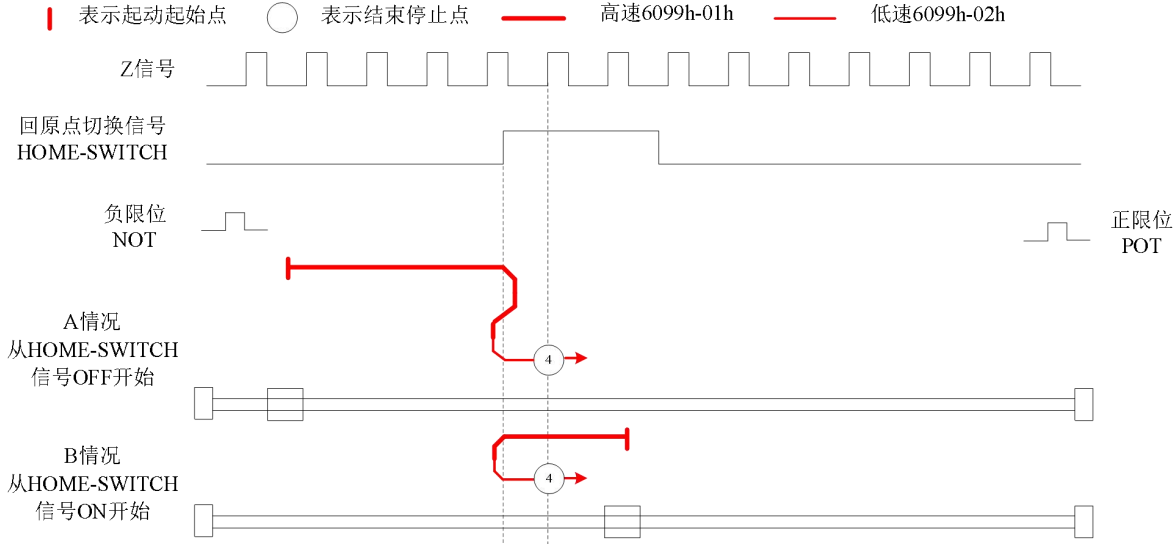 表示起动起始点
表示结束停止点
高速6099h-01h
低速6099h-02h
Z信号
回原点切换信号
HOME-SWITCH
负限位
NOT
正限位
POT
A情况
从HOME-SWITCH
信号OFF开始
4
B情况
从HOME-SWITCH
信号ON开始
4